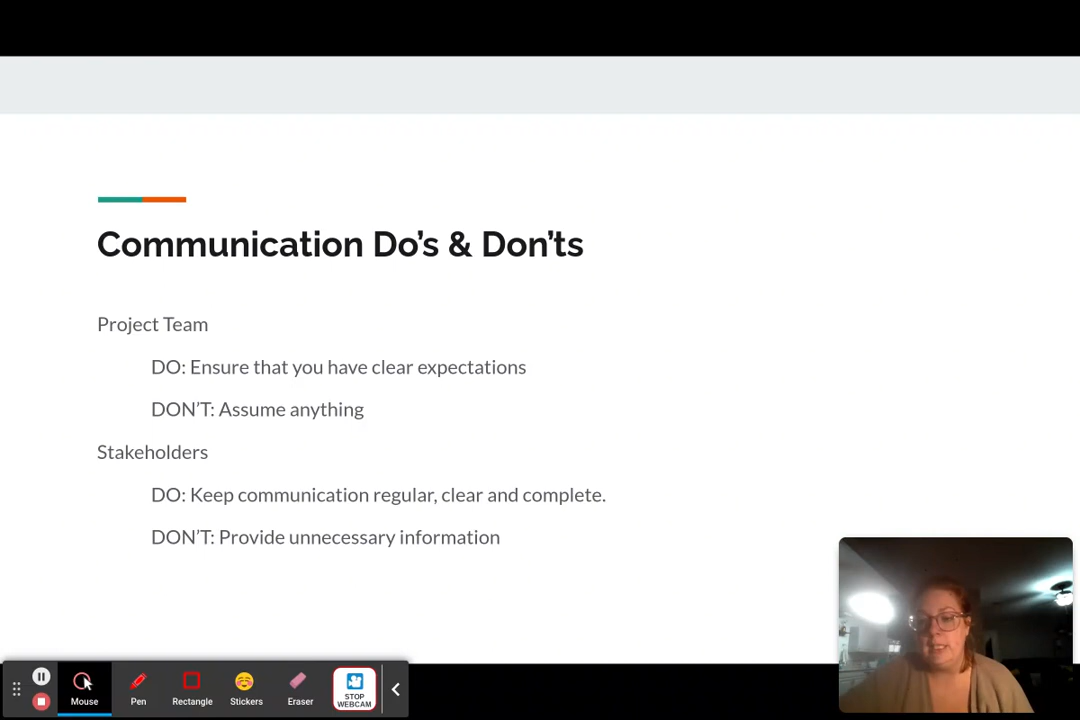 Communication Do’s & Don’ts
Project Team
DO: Ensure that you have clear expectations
DON’T: Assume anything
Stakeholders
DO: Keep communication regular, clear and complete.
DON’T: Provide unnecessary information
Mouse
Pen
Rectangle
Stickers
Eraser
STOP
WEBCAM